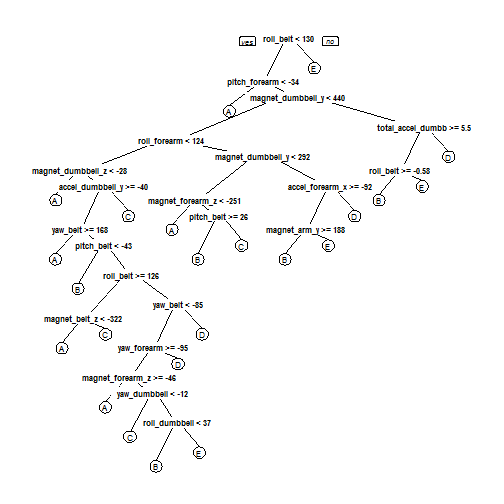 yes roll_belt < 130 no
E
pitch_forearm < -34
A
magnet_dumbbell_y < 440
total_accel_dumbb >= 5.5
D
roll_forearm < 124
magnet_dumbbell_y < 292
magnet_dumbbell_z < -28
roll_belt >= -0.58
A
accel_dumbbell_y >= -40
accel_forearm_x >= -92
B
E
C
magnet_forearm_z < -251
D
A
pitch_belt >= 26
yaw_belt >= 168
magnet_arm_y >= 188
A
pitch_belt < -43
B
C
B
E
B
roll_belt >= 126
yaw_belt < -85
magnet_belt_z < -322
A
C
D
yaw_forearm >= -95
D
magnet_forearm_z >= -46
A
yaw_dumbbell < -12
C
roll_dumbbell < 37
B
E